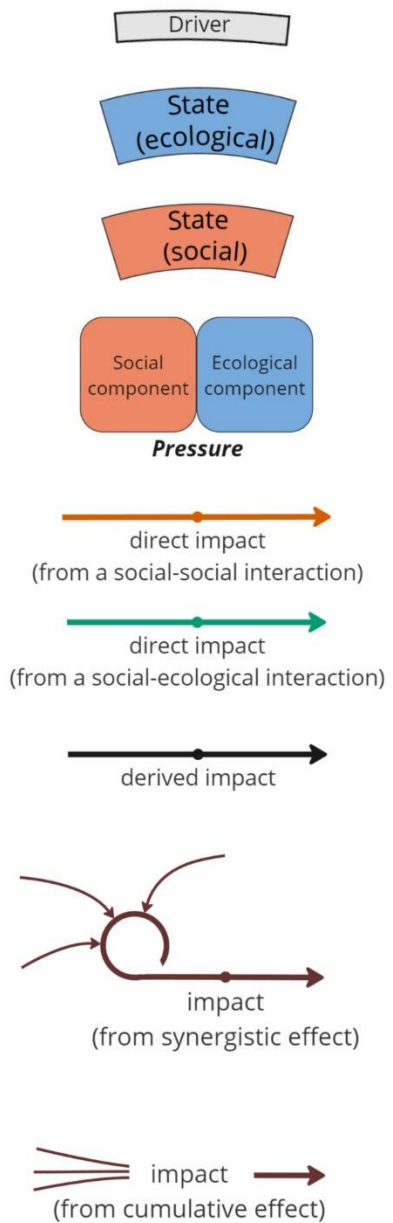 Driver
State
(ecological)
State
(social)
Social
component
Ecological
component
Pressure
direct impact
(from a social-social interaction)
direct impact
(from a social-ecological interaction)
derived impact
impact
(from synergistic effect)
impact
(from cumulative effect)